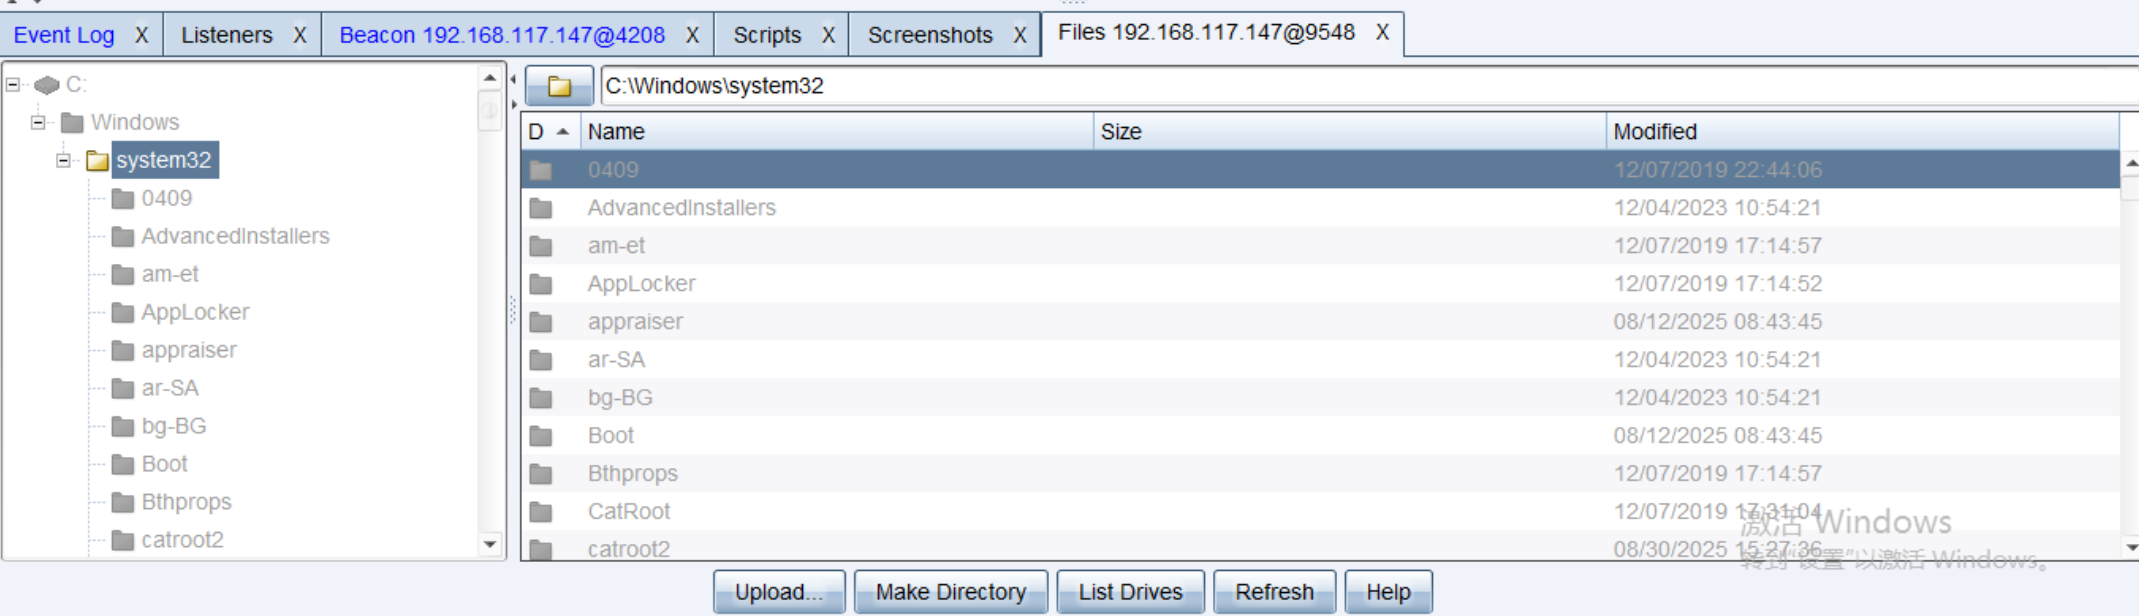 Event Log X Listeners X Beacon 192.168.117.147@4208 X Scripts X Screenshots X Files 192.168.117.147@9548 X
C:
Windows
system32
0409
AdvancedInstallers
am-et
AppLocker
appraiser
ar-SA
bg-BG
Boot
Bthprops
catroot2
C:\Windows\system32
D Name Size Modified
0409 12/07/2019 22:44:06
AdvancedInstallers 12/04/2023 10:54:21
am-et 12/07/2019 17:14:57
AppLocker 12/07/2019 17:14:52
appraiser 08/12/2025 08:43:45
ar-SA 12/04/2023 10:54:21
bg-BG 12/04/2023 10:54:21
Boot 08/12/2025 08:43:45
Bthprops 12/07/2019 17:14:57
CatRoot 12/07/2019 17:31:04
catroot2 08/30/2025 15:27:36
激活 Windows
转到"设置"以激活 Windows。
Upload... Make Directory List Drives Refresh Help